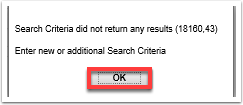 Search Criteria did not return any results (18160,43)
Enter new or additional Search Criteria
OK